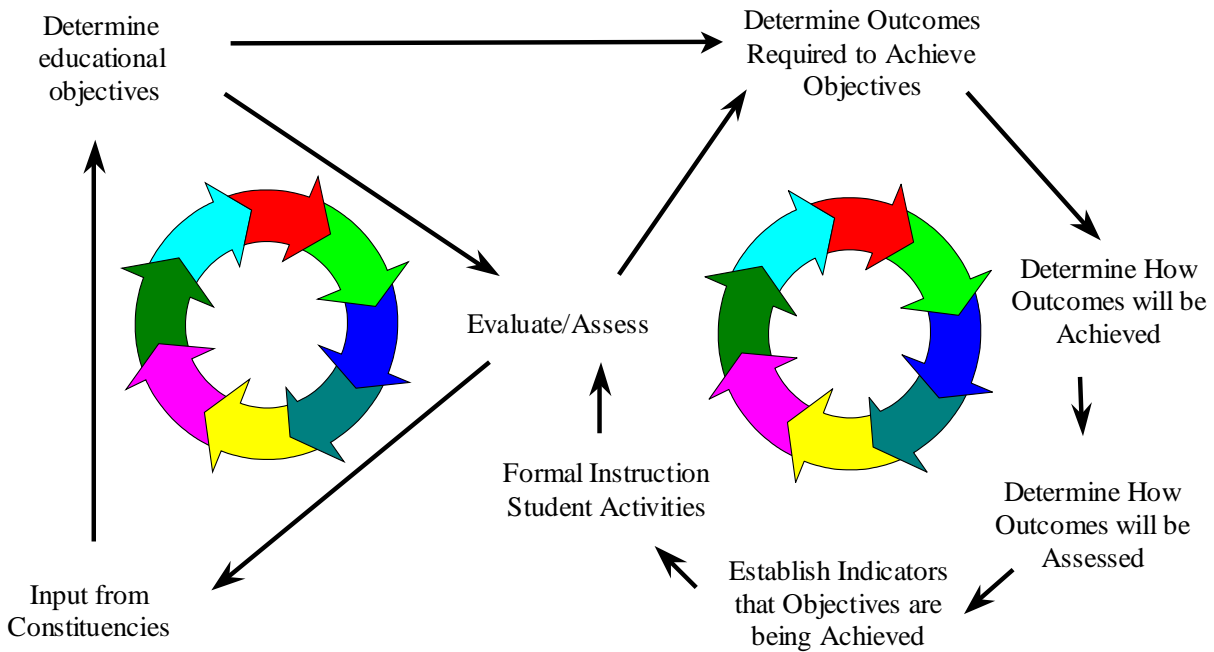 Determine
educational
objectives
Determine Outcomes
Required to Achieve
Objectives
Evaluate/Assess
Determine How
Outcomes will be
Achieved
Formal Instruction
Student Activities
Determine How
Outcomes will be
Assessed
Input from
Constituencies
Establish Indicators
that Objectives are
being Achieved